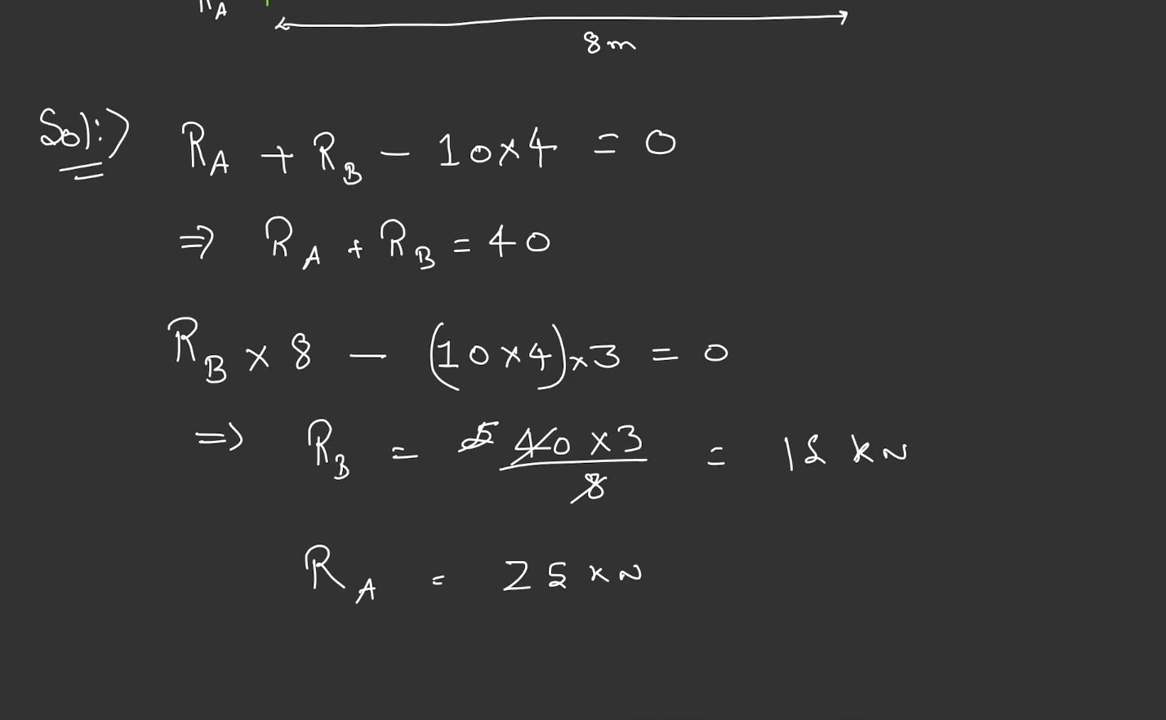 R_A
8m
Sol:) R_A + R_B - 10×4 = 0
⇒ R_A + R_B = 40
R_B × 8 - (10×4)×3 = 0
=> R_B = 5 40×3/8 = 15 kN
R_A = 25 kN